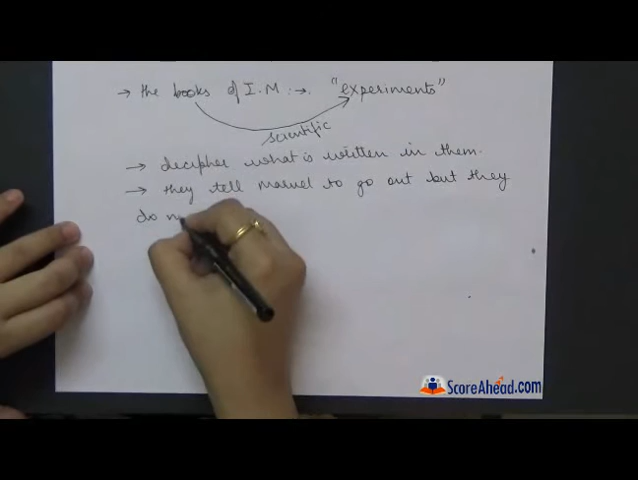 → the books of I.M :→. "experiments"
scientific
→ decipher what is written in them.
→ they tell manuel to go out but they
do n
ScoreAhead.com